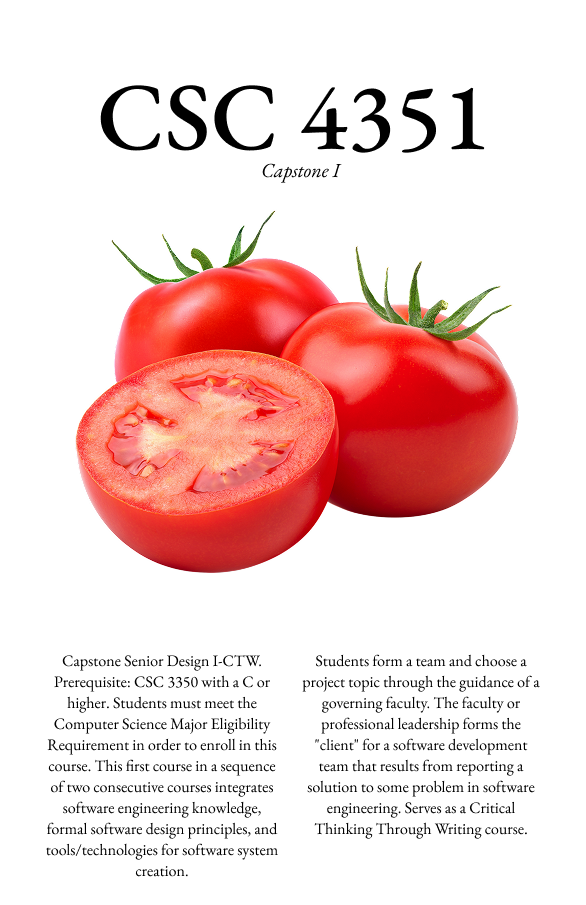 CSC 4351
Capstone I
Capstone Senior Design I-CTW.
Prerequisite: CSC 3350 with a C or
higher. Students must meet the
Computer Science Major Eligibility
Requirement in order to enroll in this
course. This first course in a sequence
of two consecutive courses integrates
software engineering knowledge,
formal software design principles, and
tools/technologies for software system
creation.
Students form a team and choose a
project topic through the guidance of a
governing faculty. The faculty or
professional leadership forms the
"client" for a software development
team that results from reporting a
solution to some problem in software
engineering. Serves as a Critical
Thinking Through Writing course.